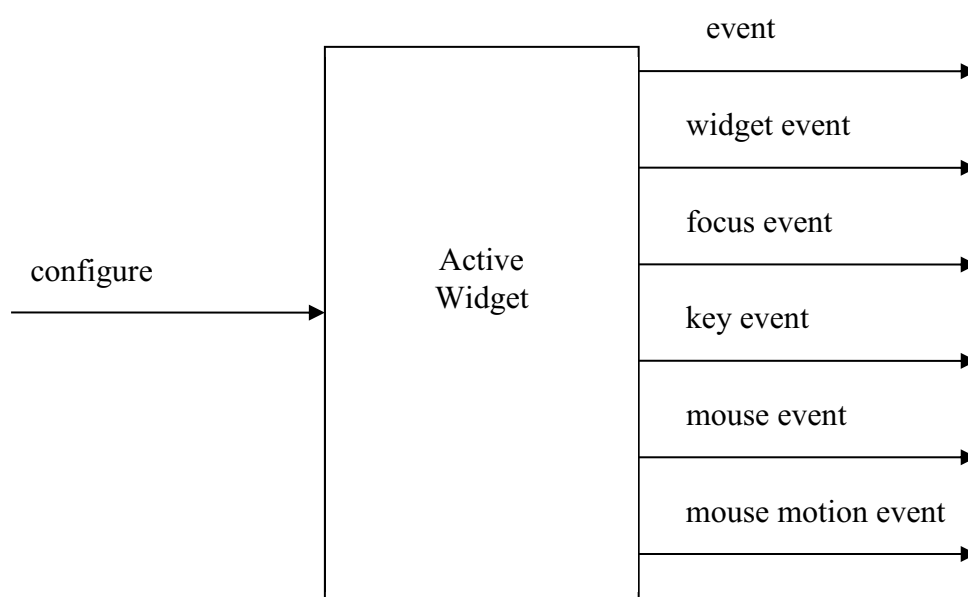 event
widget event
focus event
configure
Active
Widget
key event
mouse event
mouse motion event